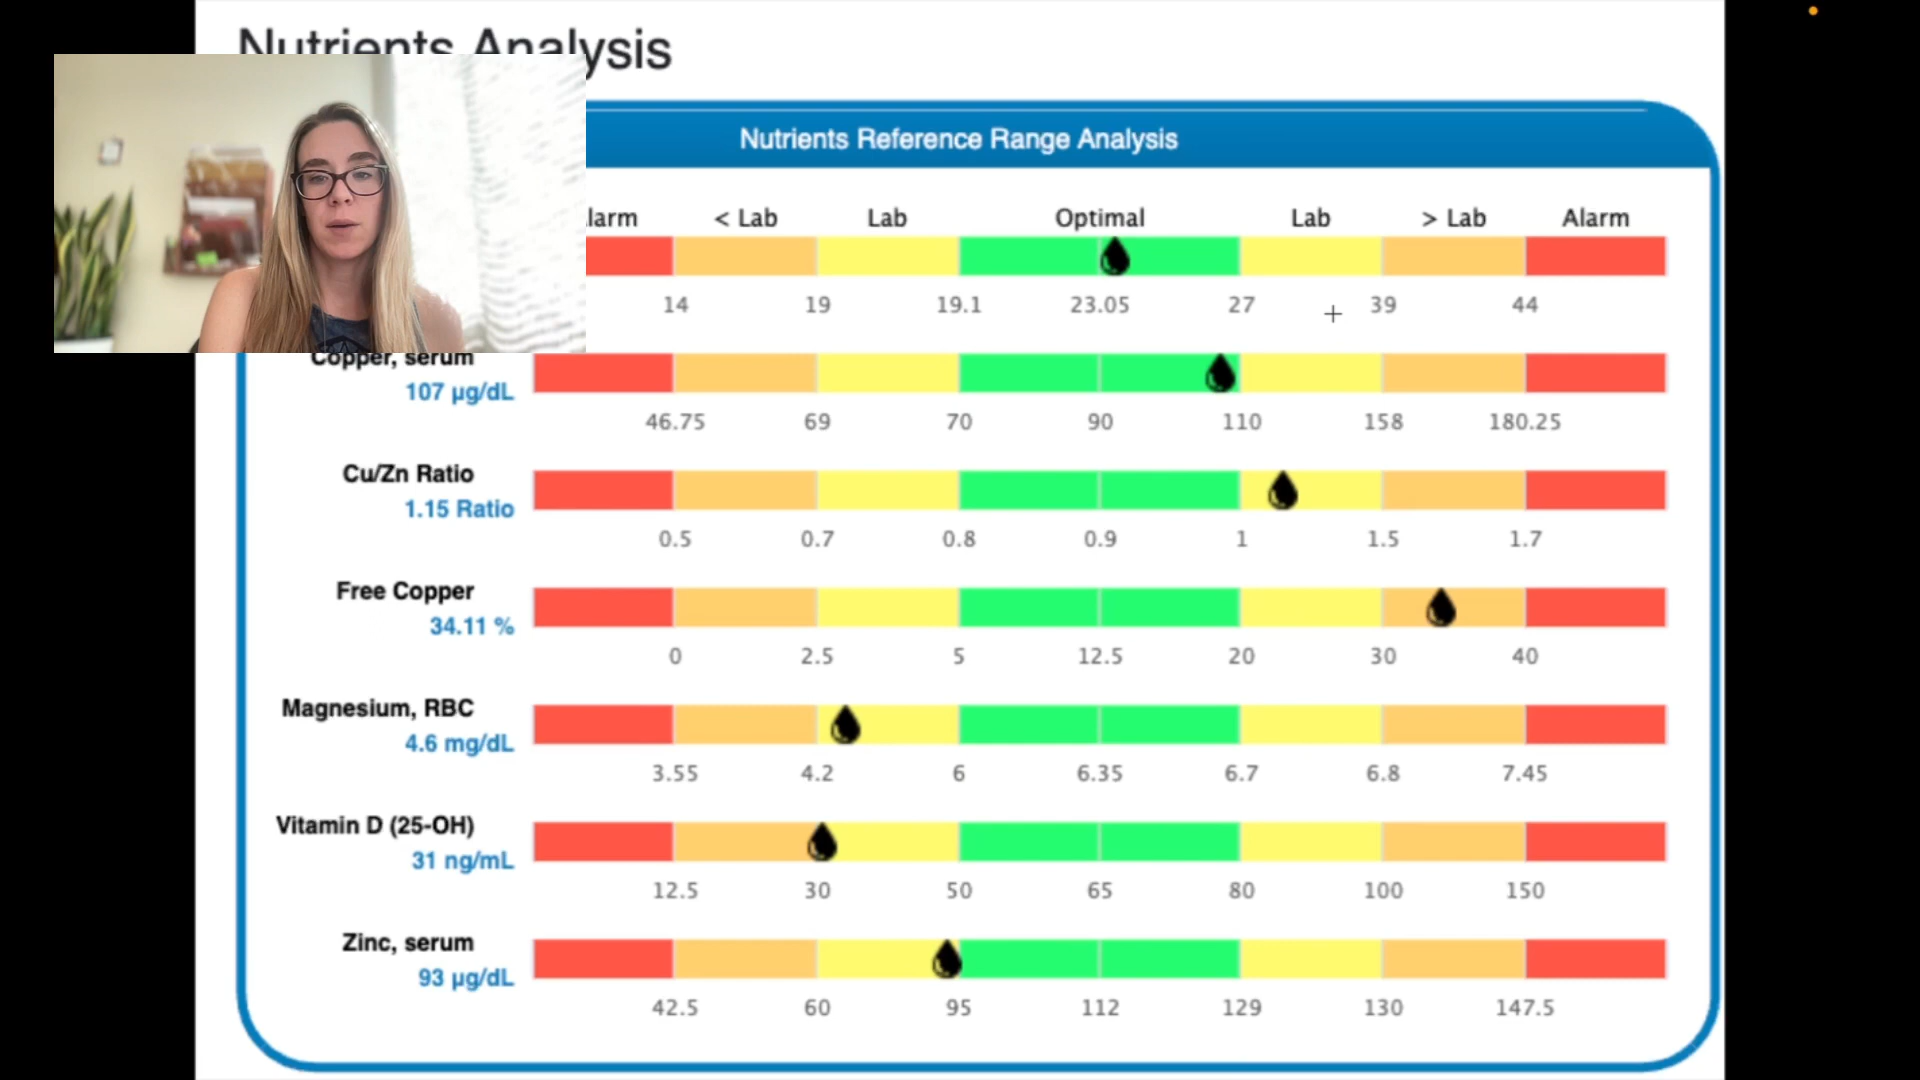 Nutrients Analysis
Nutrients Reference Range Analysis
larm < Lab Lab Optimal Lab > Lab Alarm
14 19 19.1 23.05 27 39 44
Copper, serum
107 µg/dL
46.75 69 70 90 110 158 180.25
Cu/Zn Ratio
1.15 Ratio
0.5 0.7 0.8 0.9 1 1.5 1.7
Free Copper
34.11 %
0 2.5 5 12.5 20 30 40
Magnesium, RBC
4.6 mg/dL
3.55 4.2 6 6.35 6.7 6.8 7.45
Vitamin D (25-OH)
31 ng/mL
12.5 30 50 65 80 100 150
Zinc, serum
93 µg/dL
42.5 60 95 112 129 130 147.5